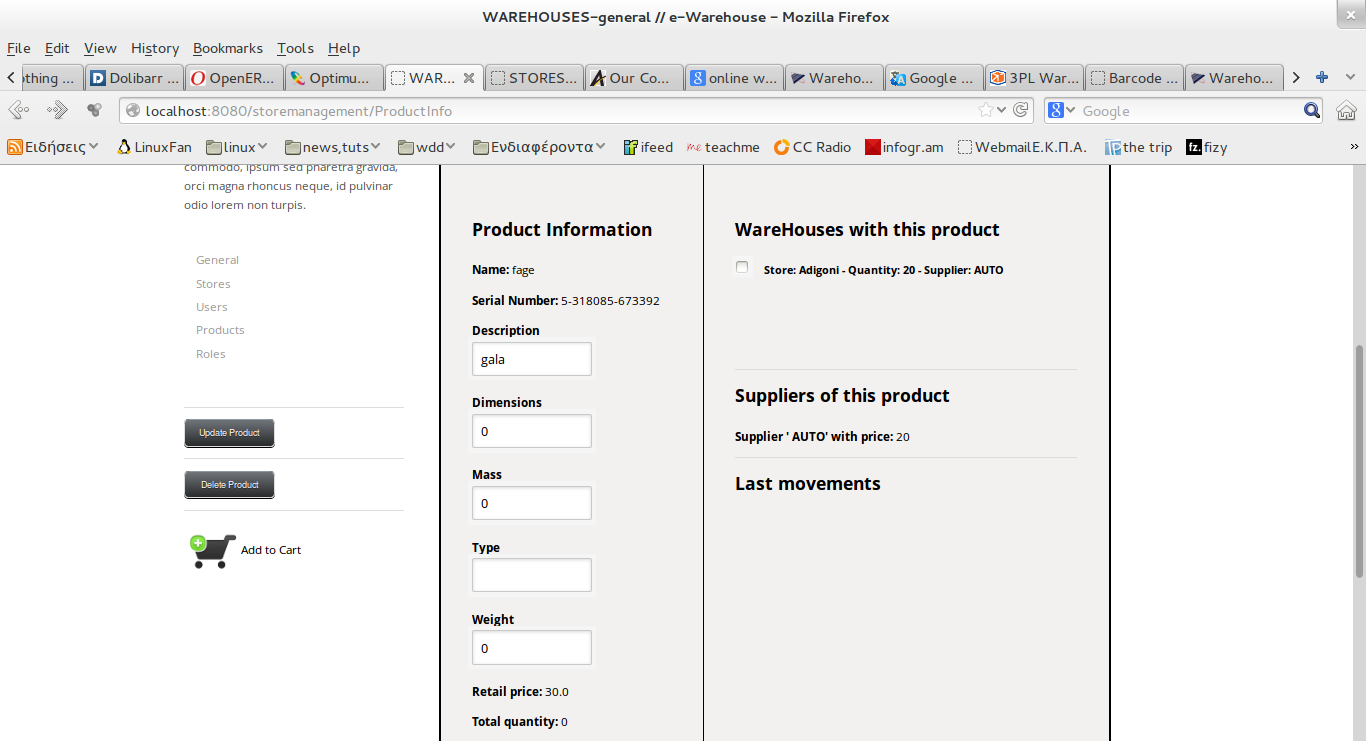 WAREHOUSES-general // e-Warehouse - Mozilla Firefox
File Edit View History Bookmarks Tools Help
othing ... Dolibarr ... OpenER... Optimu... WAR... STORES... Our Co... online w... Wareho... Google ... 3PL War... Barcode ... Wareho...
localhost:8080/storemanagement/ProductInfo Google
Ειδήσεις LinuxFan linux news,tuts wdd Ενδιαφέροντα ifeed me teachme CC Radio infogr.am WebmailΕ.Κ.Π.Α. the trip fz. fizy »
commodo, ipsum sed pharetra gravida,
orci magna rhoncus neque, id pulvinar
odio lorem non turpis.
General
Stores
Users
Products
Roles
Update Product
Delete Product
Add to Cart
Product Information
Name: fage
Serial Number: 5-318085-673392
Description
gala
Dimensions
0
Mass
0
Type
Weight
0
Retail price: 30.0
Total quantity: 0
WareHouses with this product
Store: Adigoni - Quantity: 20 - Supplier: AUTO
Suppliers of this product
Supplier ' AUTO' with price: 20
Last movements